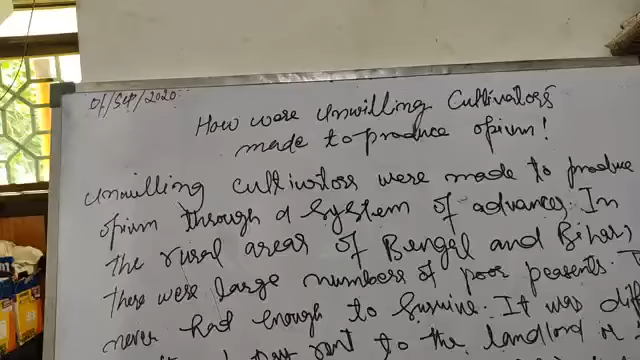 01/Sep/2020
How were unwilling Cultivators
made to produce opium!
unwilling cultivators were made to produce
opium through a system of advances. In
the rural areas of Bengal and Bihar,
there were large numbers of poor peasents.
never had enough to survive. It was
rent to the landlord